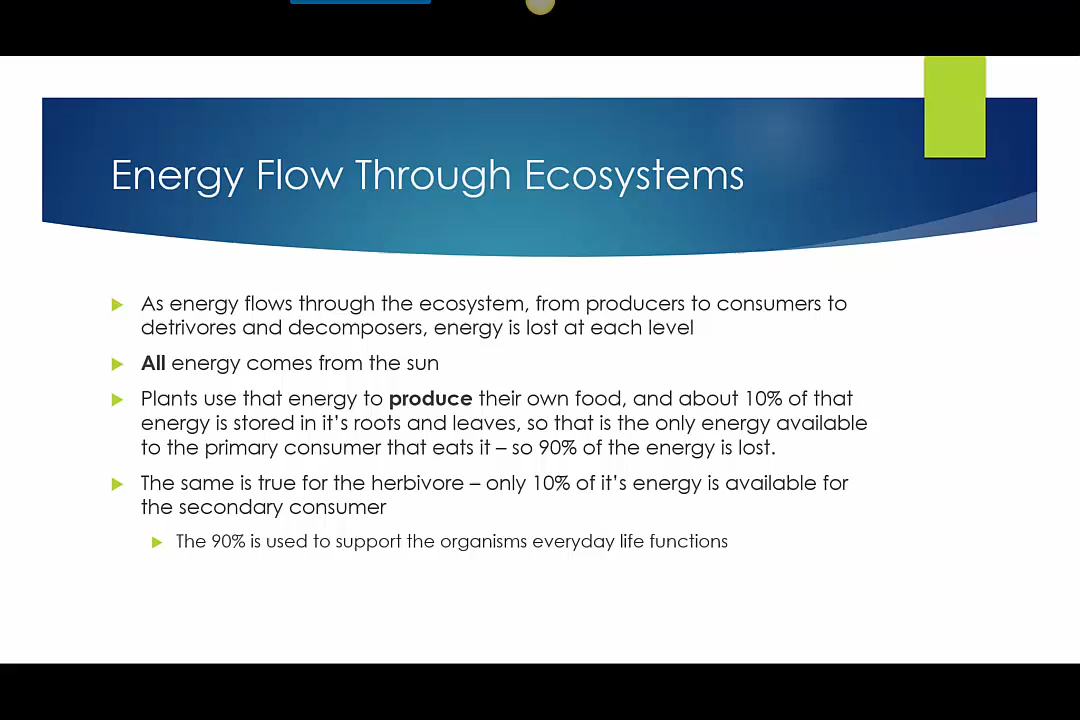 Energy Flow Through Ecosystems
As energy flows through the ecosystem, from producers to consumers to
detrivores and decomposers, energy is lost at each level
All energy comes from the sun
Plants use that energy to produce their own food, and about 10% of that
energy is stored in it's roots and leaves, so that is the only energy available
to the primary consumer that eats it – so 90% of the energy is lost.
The same is true for the herbivore – only 10% of it's energy is available for
the secondary consumer
The 90% is used to support the organisms everyday life functions